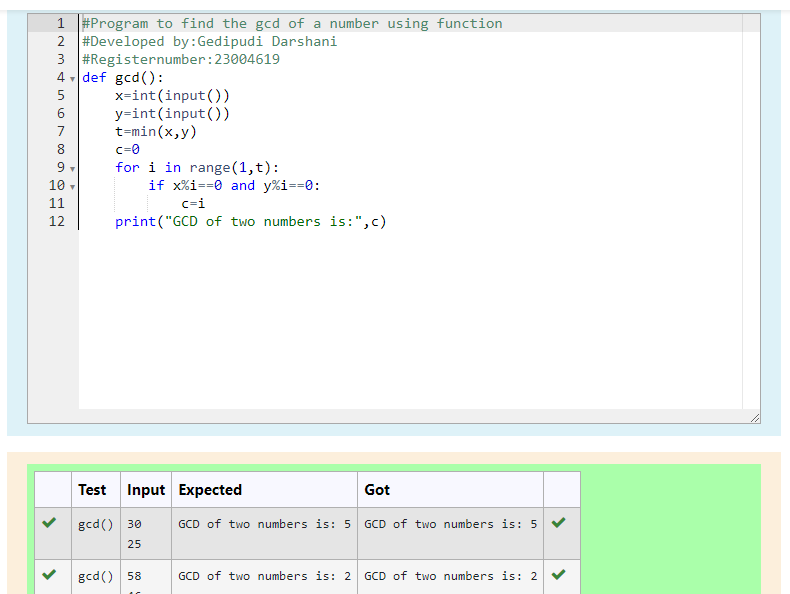 1 #Program to find the gcd of a number using function
2 #Developed by:Gedipudi Darshani
3 #Registernumber:23004619
4 def gcd():
5     x=int(input())
6     y=int(input())
7     t=min(x,y)
8     c=0
9     for i in range(1,t):
10         if x%i==0 and y%i==0:
11             c=i
12     print("GCD of two numbers is:",c)
Test Input Expected Got
gcd() 30 GCD of two numbers is: 5 GCD of two numbers is: 5
25
gcd() 58 GCD of two numbers is: 2 GCD of two numbers is: 2